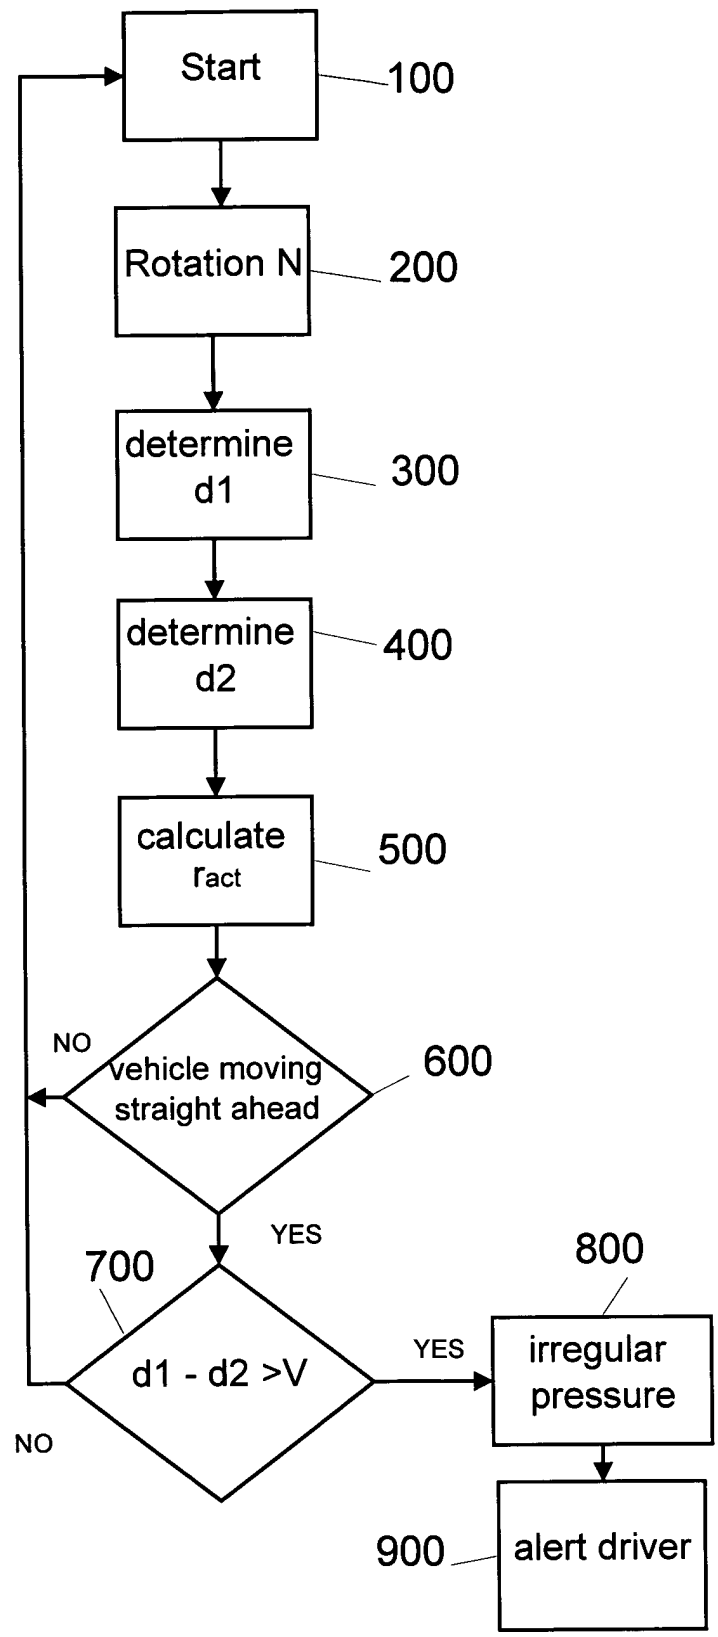 Start
100
Rotation N
200
determine
d1
300
determine
d2
400
calculate
ract
500
NO
vehicle moving
straight ahead
600
YES
700
d1 - d2 >V
NO
YES
800
irregular
pressure
900
alert driver